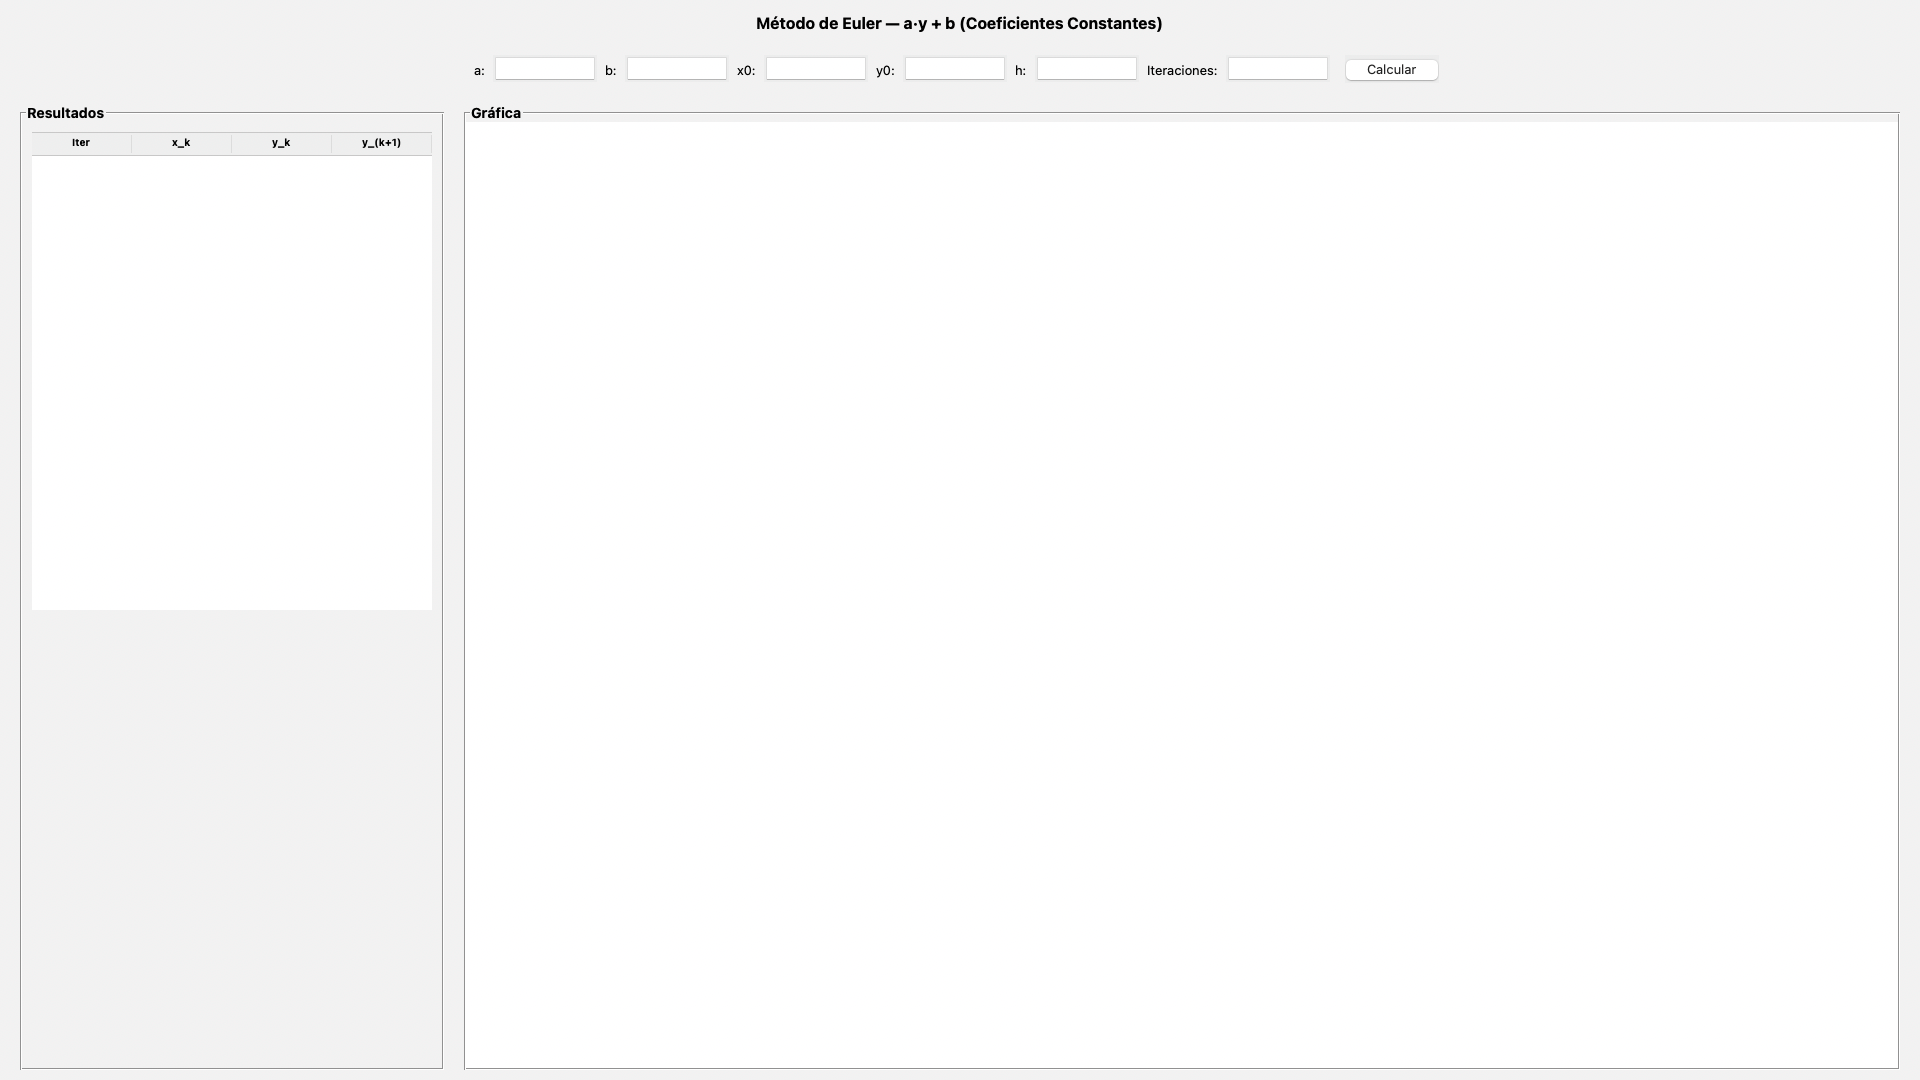 Método de Euler — a·y + b (Coeficientes Constantes)
a: b: x0: y0: h: Iteraciones: Calcular
Resultados
Iter x_k y_k y_(k+1)
Gráfica